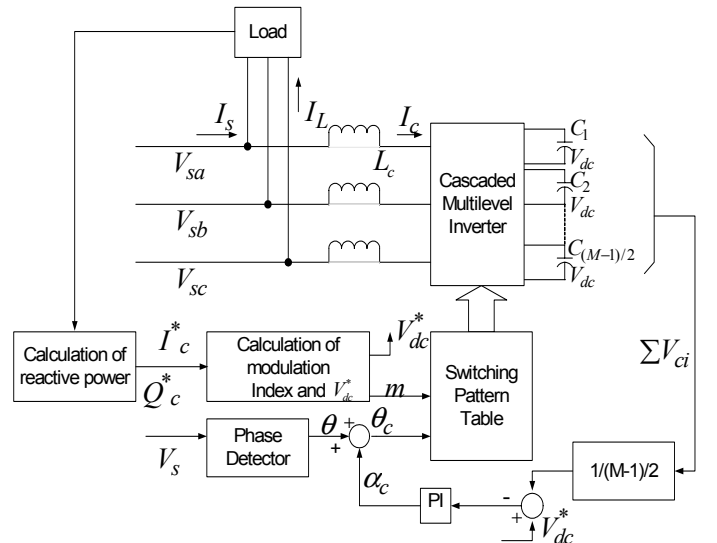 Load
I_s
I_L
I_c
V_sa
L_c
V_sb
V_sc
Cascaded
Multilevel
Inverter
C_1
V_dc
C_2
V_dc
C_(M−1)/2
V_dc
∑V_ci
Calculation of
reactive power
I*_c
Q*_c
Calculation of
modulation
Index and V*_dc
V*_dc
m
Switching
Pattern
Table
V_s
Phase
Detector
θ
+
+
θ_c
α_c
PI
-
+
V*_dc
1/(M-1)/2